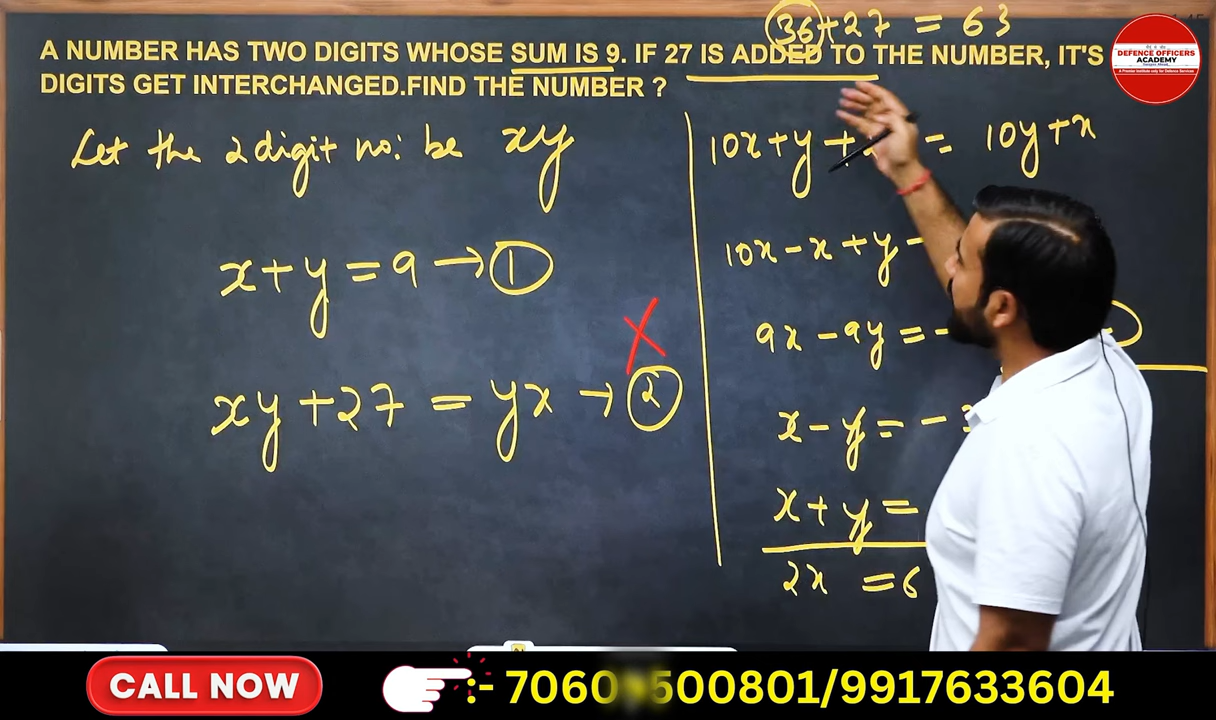 36+27 = 63
A NUMBER HAS TWO DIGITS WHOSE SUM IS 9. IF 27 IS ADDED TO THE NUMBER, IT'S
DIGITS GET INTERCHANGED.FIND THE NUMBER ?
DEFENCE OFFICERS
ACADEMY
Let the 2 digit no: be xy
x+y = 9 → 1
xy+27 = yx → 2
X
10x+y+ = 10y+x
10x-x+y-
9x-9y = -
x-y = -3
x+y =
2x = 6
CALL NOW
:- 7060 500801/9917633604